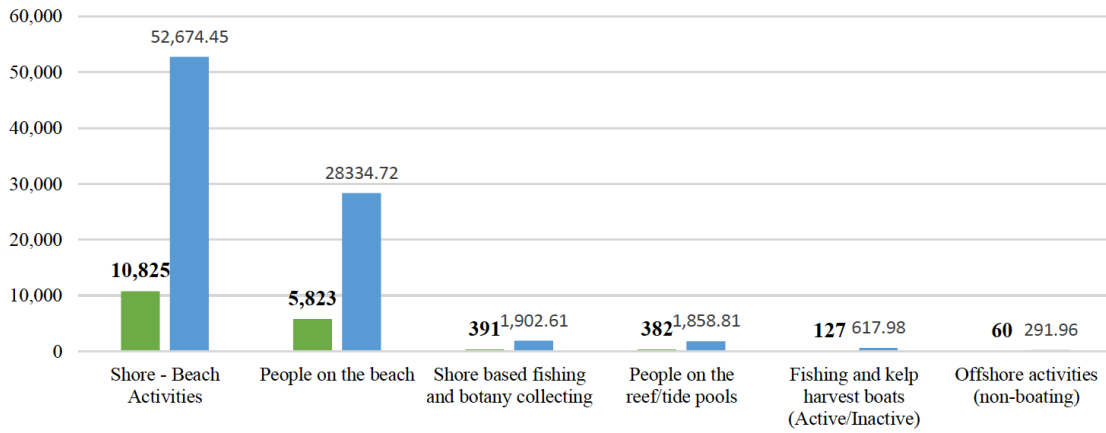 60,000
50,000
40,000
30,000
20,000
10,000
0
52,674.45
10,825
28334.72
5,823
391
1,902.61
382
1,858.81
127
617.98
60
291.96
Shore - Beach
Activities
People on the beach
Shore based fishing
and botany collecting
People on the
reef/tide pools
Fishing and kelp
harvest boats
(Active/Inactive)
Offshore activities
(non-boating)